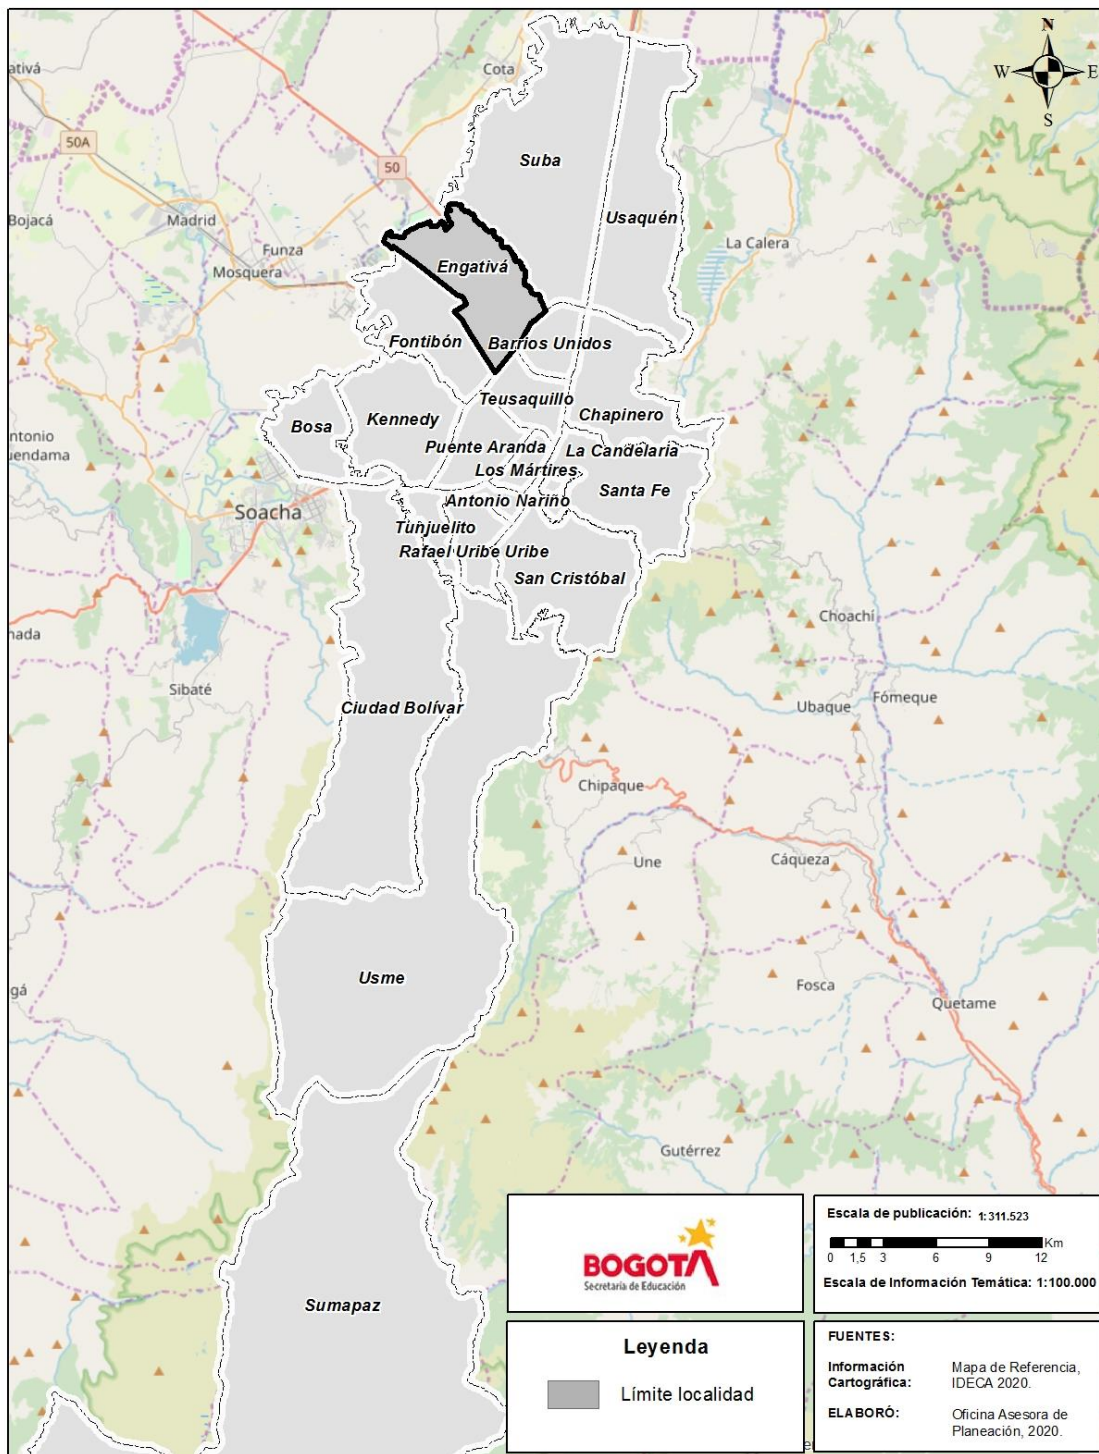 N
W
E
S
ativá
Cota
50A
50
Suba
Bojacá
Madrid
Usaquén
Funza
La Calera
Mosquera
Engativá
Fontibón
Barrios Unidos
Teusaquillo
Bosa
Kennedy
Chapinero
ntonio
uendama
Puente Aranda
La Candelaria
Los Mártires
Santa Fe
Soacha
Antonio Nariño
Tunjuelito
Rafael Uribe Uribe
San Cristóbal
Choachí
nada
Sibaté
Fómeque
Ciudad Bolívar
Ubaque
Chipaque
Une
Cáqueza
Usme
Fosca
gá
Quetame
Gutérrez
Sumapaz
BOGOTÁ
Secretaría de Educación
Escala de publicación: 1:311.523
Km
0 1,5 3 6 9 12
Escala de Información Temática: 1:100.000
Leyenda
Límite localidad
FUENTES:
Información Mapa de Referencia,
Cartográfica: IDECA 2020.
ELABORÓ: Oficina Asesora de
Planeación, 2020.